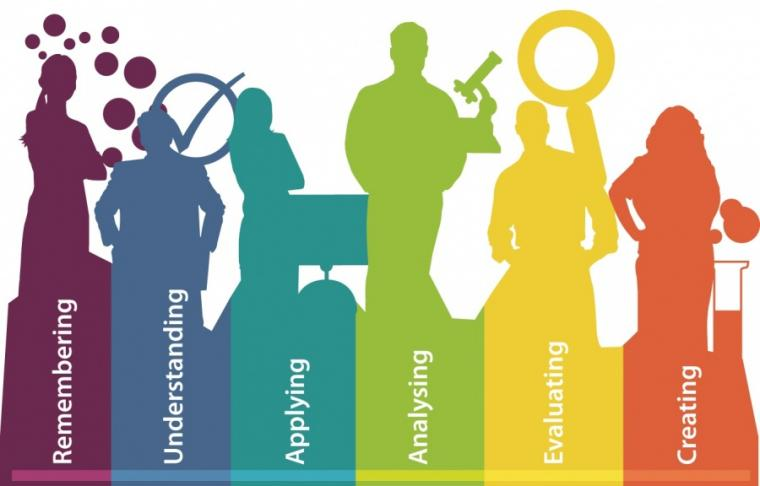 Remembering
Understanding
Applying
Analysing
Evaluating
Creating